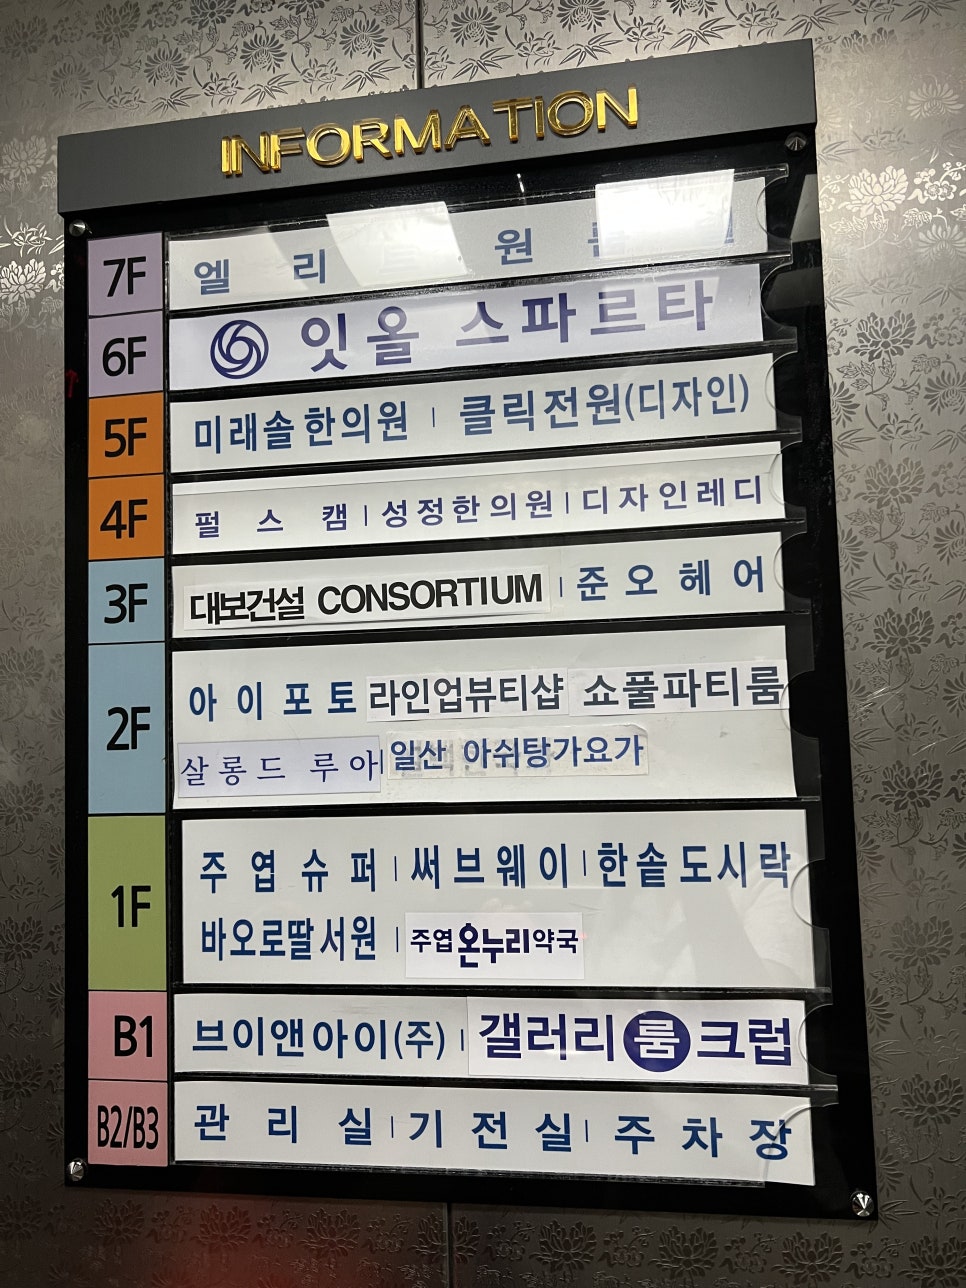 INFORMATION
7F 엘리 원
6F 잇올 스파르타
5F 미래솔한의원 | 클릭전원(디자인)
4F 펄스캠 | 성정한의원 | 디자인레디
3F 대보건설 CONSORTIUM | 준오헤어
2F 아이포토 라인업뷰티샵 쇼풀파티룸
살롱드 루아 | 일산 아쉬탕가요가
1F 주엽슈퍼 | 써브웨이 | 한솥도시락
바오로딸서원 | 주엽온누리약국
B1 브이앤아이(주) | 갤러리룸크럽
B2/B3 관리실 | 기전실 | 주차장